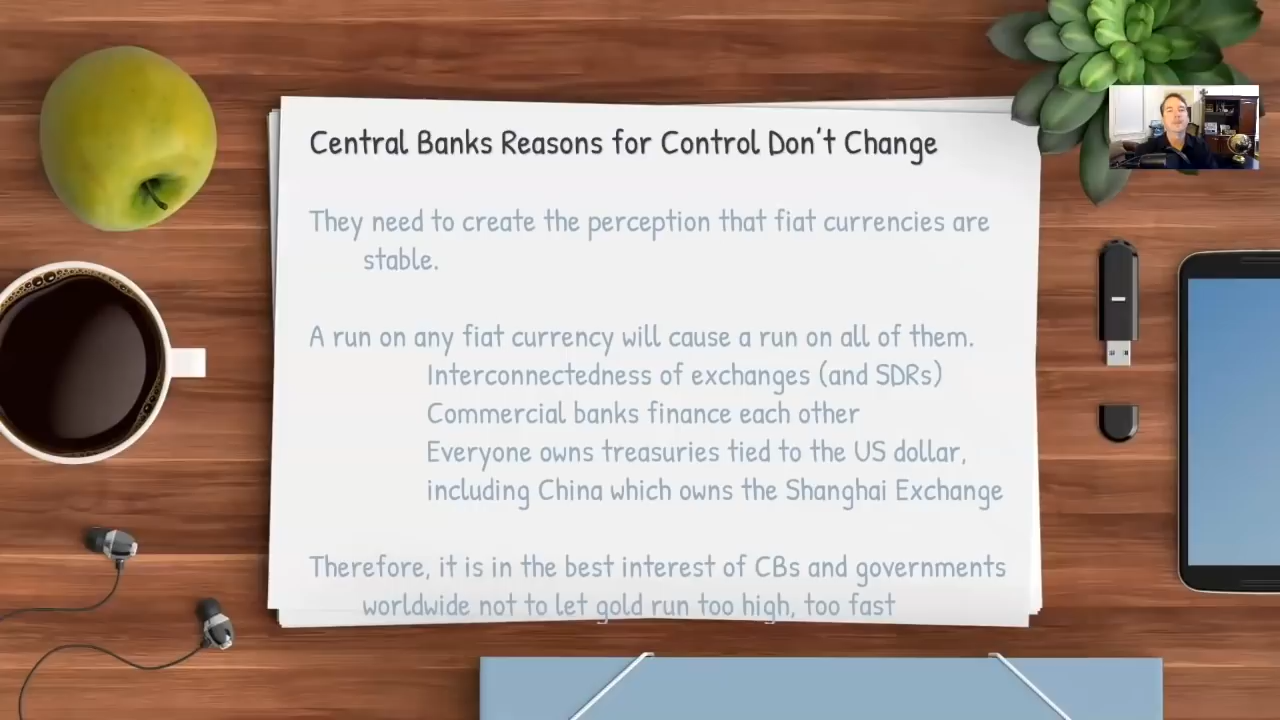 Central Banks Reasons for Control Don't Change
They need to create the perception that fiat currencies are
stable.
A run on any fiat currency will cause a run on all of them.
Interconnectedness of exchanges (and SDRs)
Commercial banks finance each other
Everyone owns treasuries tied to the US dollar,
including China which owns the Shanghai Exchange
Therefore, it is in the best interest of CBs and governments
worldwide not to let gold run too high, too fast